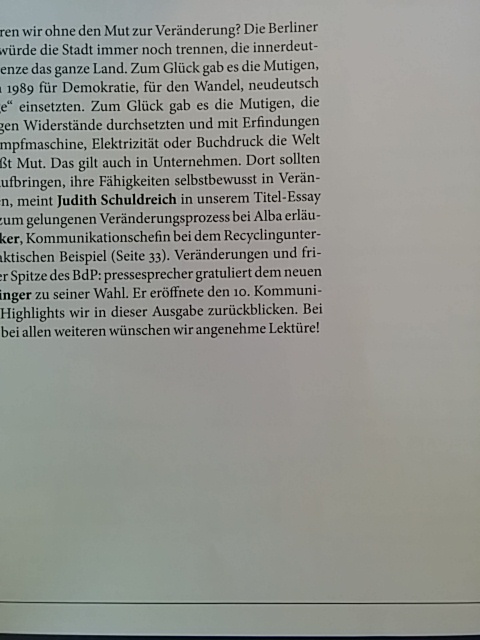 ren wir ohne den Mut zur Veränderung? Die Berliner
würde die Stadt immer noch trennen, die innerdeut-
enze das ganze Land. Zum Glück gab es die Mutigen,
1989 für Demokratie, für den Wandel, neudeutsch
e“ einsetzten. Zum Glück gab es die Mutigen, die
gen Widerstände durchsetzten und mit Erfindungen
mpfmaschine, Elektrizität oder Buchdruck die Welt
ßt Mut. Das gilt auch in Unternehmen. Dort sollten
ufbringen, ihre Fähigkeiten selbstbewusst in Verän-
n, meint Judith Schuldreich in unserem Titel-Essay
zum gelungenen Veränderungsprozess bei Alba erläu-
ker, Kommunikationschefin bei dem Recyclingunter-
aktischen Beispiel (Seite 33). Veränderungen und fri-
er Spitze des BdP: pressesprecher gratuliert dem neuen
inger zu seiner Wahl. Er eröffnete den 10. Kommuni-
Highlights wir in dieser Ausgabe zurückblicken. Bei
bei allen weiteren wünschen wir angenehme Lektüre!